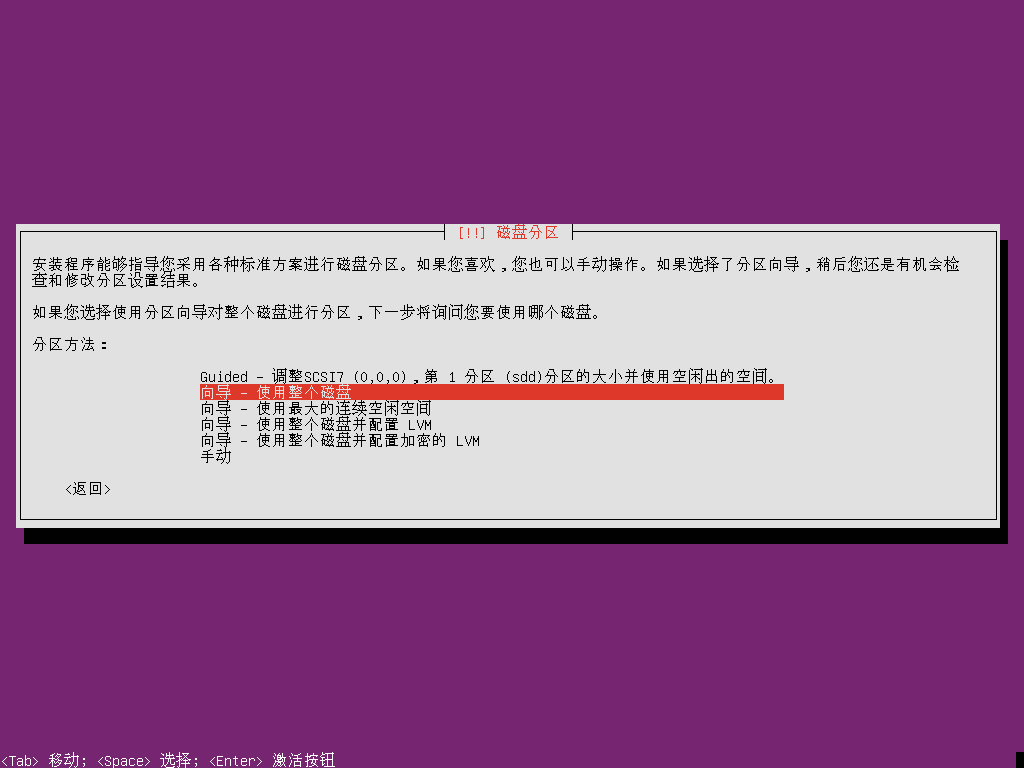 [!!] 磁盘分区
安装程序能够指导您采用各种标准方案进行磁盘分区。如果您喜欢，您也可以手动操作。如果选择了分区向导，稍后您还是有机会检
查和修改分区设置结果。
如果您选择使用分区向导对整个磁盘进行分区，下一步将询问您要使用哪个磁盘。
分区方法：
Guided - 调整SCSI7 (0,0,0)，第 1 分区 (sdd)分区的大小并使用空闲出的空间。
向导 - 使用整个磁盘
向导 - 使用最大的连续空闲空间
向导 - 使用整个磁盘并配置 LVM
向导 - 使用整个磁盘并配置加密的 LVM
手动
<返回>
<Tab> 移动; <Space> 选择; <Enter> 激活按钮